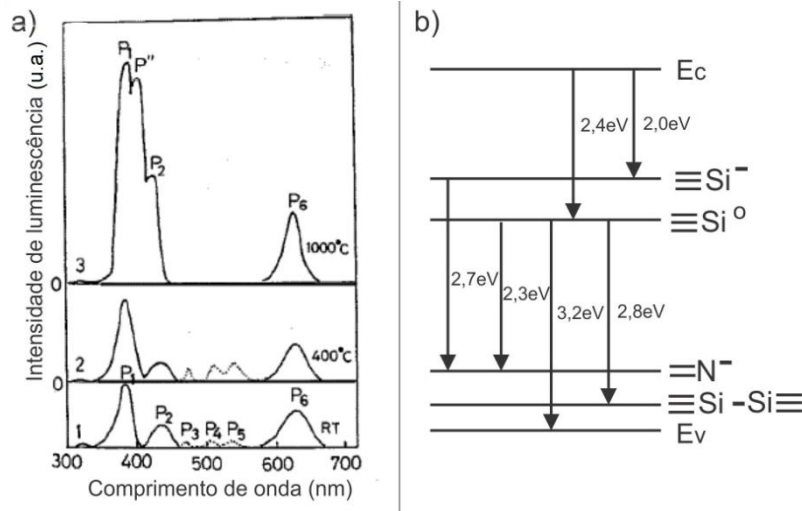 a)
Intensidade de luminescência (u.a.)
P₁ P''
P₂
P₆
1000°C
3
0
2
400°C
0
P₁
P₆
P₂
P₃ P₄ P₅
1
RT
300 400 500 600 700
Comprimento de onda (nm)
b)
Ec
2,4eV 2,0eV
≡Si⁻
≡Si⁰
2,7eV 2,3eV 3,2eV 2,8eV
=N⁻
≡Si-Si≡
Ev